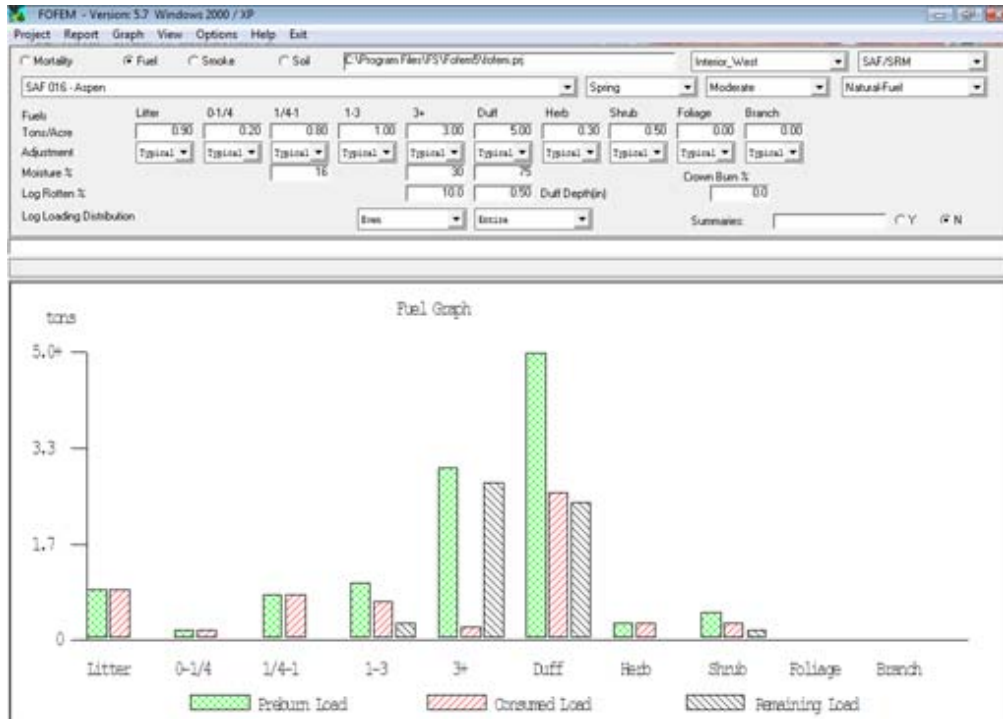 FOFEM - Version: 5.7 Windows 2000 / XP
Project Report Graph View Options Help Exit
Mortality Fuel Smoke Soil C:\Program Files\FS\Fofem5\fofem.prj Interior_West SAF/SRM
SAF 016 - Aspen Spring Moderate Natural-Fuel
Fuels Litter 0-1/4 1/4-1 1-3 3+ Duff Herb Shrub Foliage Branch
Tons/Acre 0.90 0.20 0.80 1.00 3.00 5.00 0.30 0.50 0.00 0.00
Adjustment Typical Typical Typical Typical Typical Typical Typical Typical Typical Typical
Moisture % 16 30 75 Crown Burn %
Log Rotten % 10.0 0.50 Duff Depth(in) 0.0
Log Loading Distribution Even Entire Summaries: Y N
Fuel Graph
tons
5.0+
3.3
1.7
0
Litter 0-1/4 1/4-1 1-3 3+ Duff Herb Shrub Foliage Branch
Preburn Load Consumed Load Remaining Load